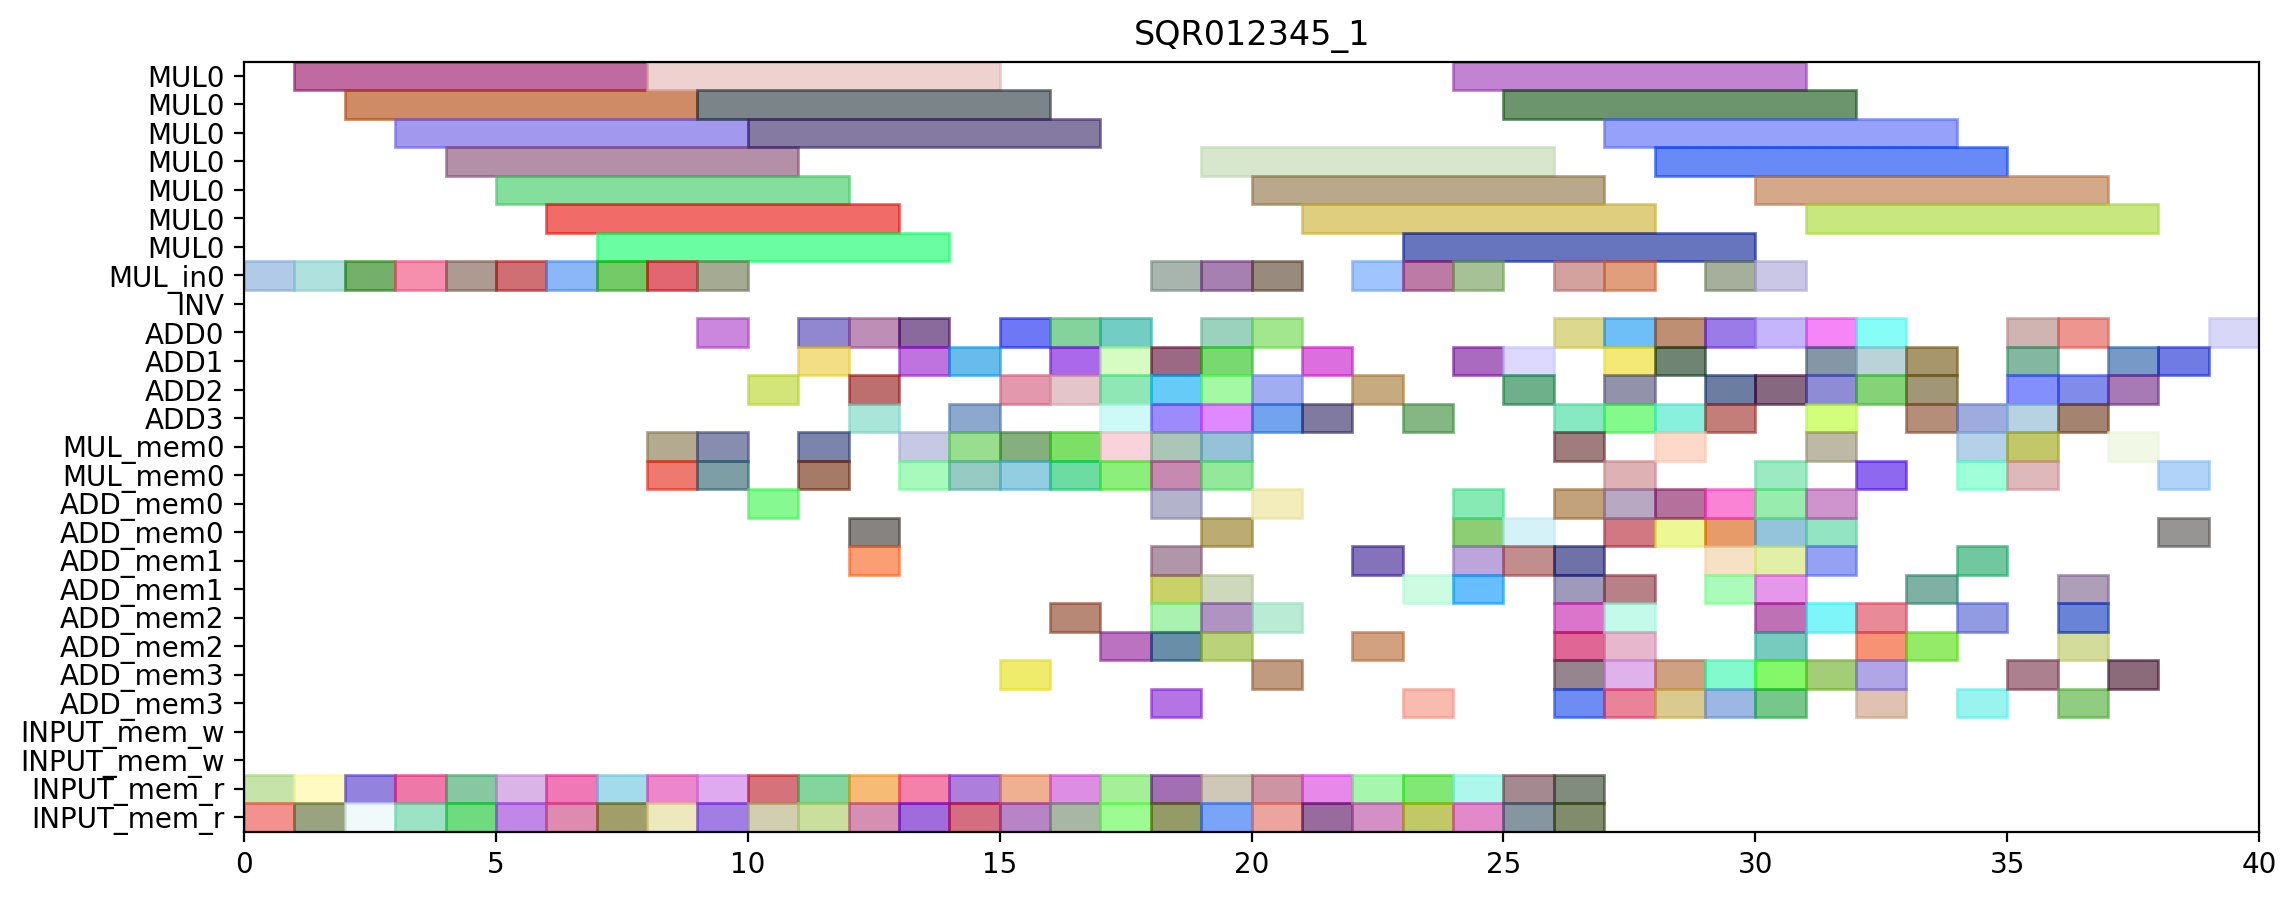 SQR012345_1
MUL0
MUL0
MUL0
MUL0
MUL0
MUL0
MUL0
MUL_in0
INV
ADD0
ADD1
ADD2
ADD3
MUL_mem0
MUL_mem0
ADD_mem0
ADD_mem0
ADD_mem1
ADD_mem1
ADD_mem2
ADD_mem2
ADD_mem3
ADD_mem3
INPUT_mem_w
INPUT_mem_w
INPUT_mem_r
INPUT_mem_r
0 5 10 15 20 25 30 35 40